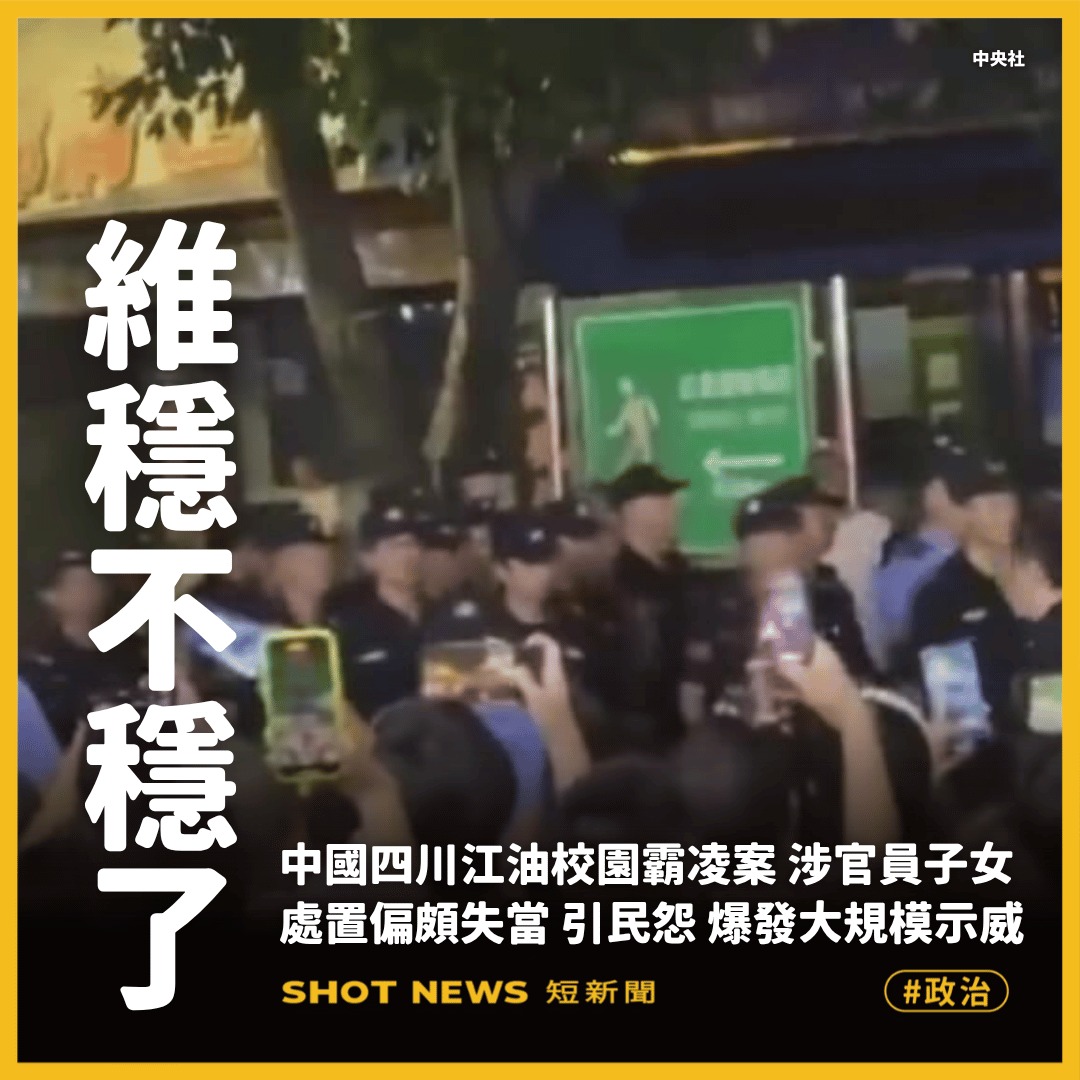 中央社
維穩不穩了
中國四川江油校園霸凌案 涉官員子女
處置偏頗失當 引民怨 爆發大規模示威
SHOT NEWS 短新聞
#政治